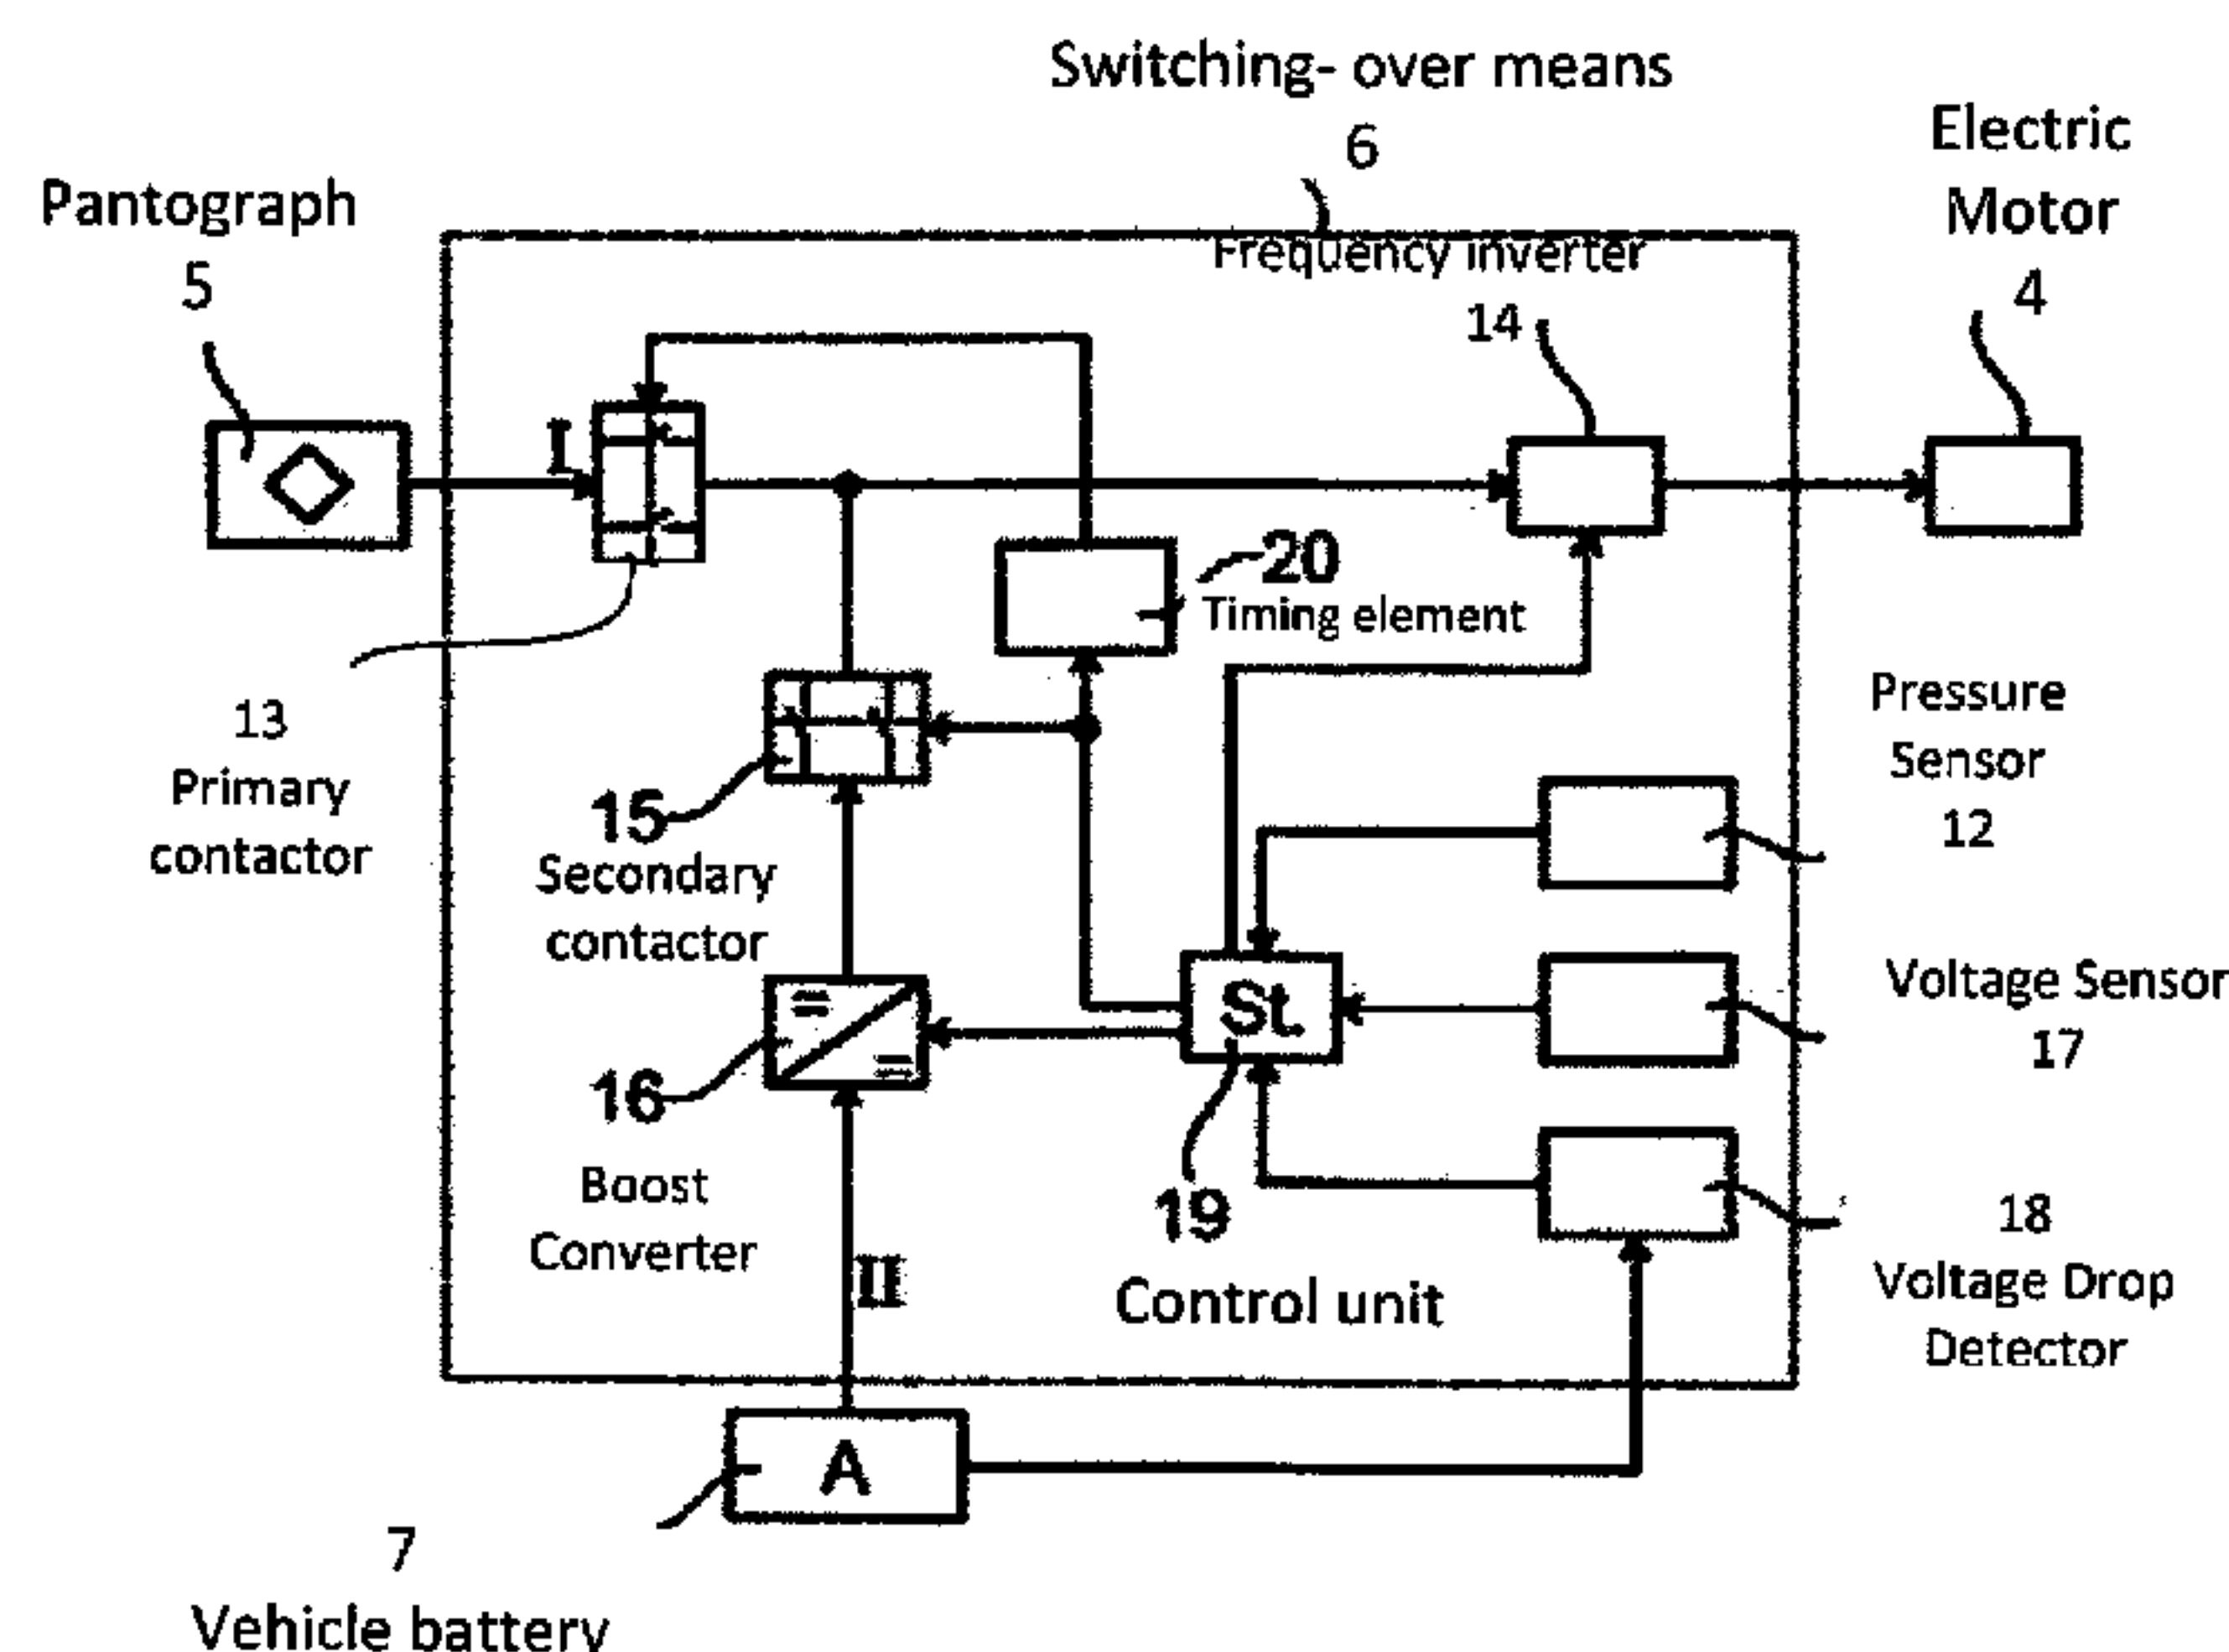 Switching- over means
6
Electric
Motor
4
Pantograph
5
Frequency inverter
14
I
20
Timing element
13
Primary
contactor
15
Secondary
contactor
Pressure
Sensor
12
St
Voltage Sensor
17
16
Boost
Converter
19
Control unit
II
18
Voltage Drop
Detector
A
7
Vehicle battery